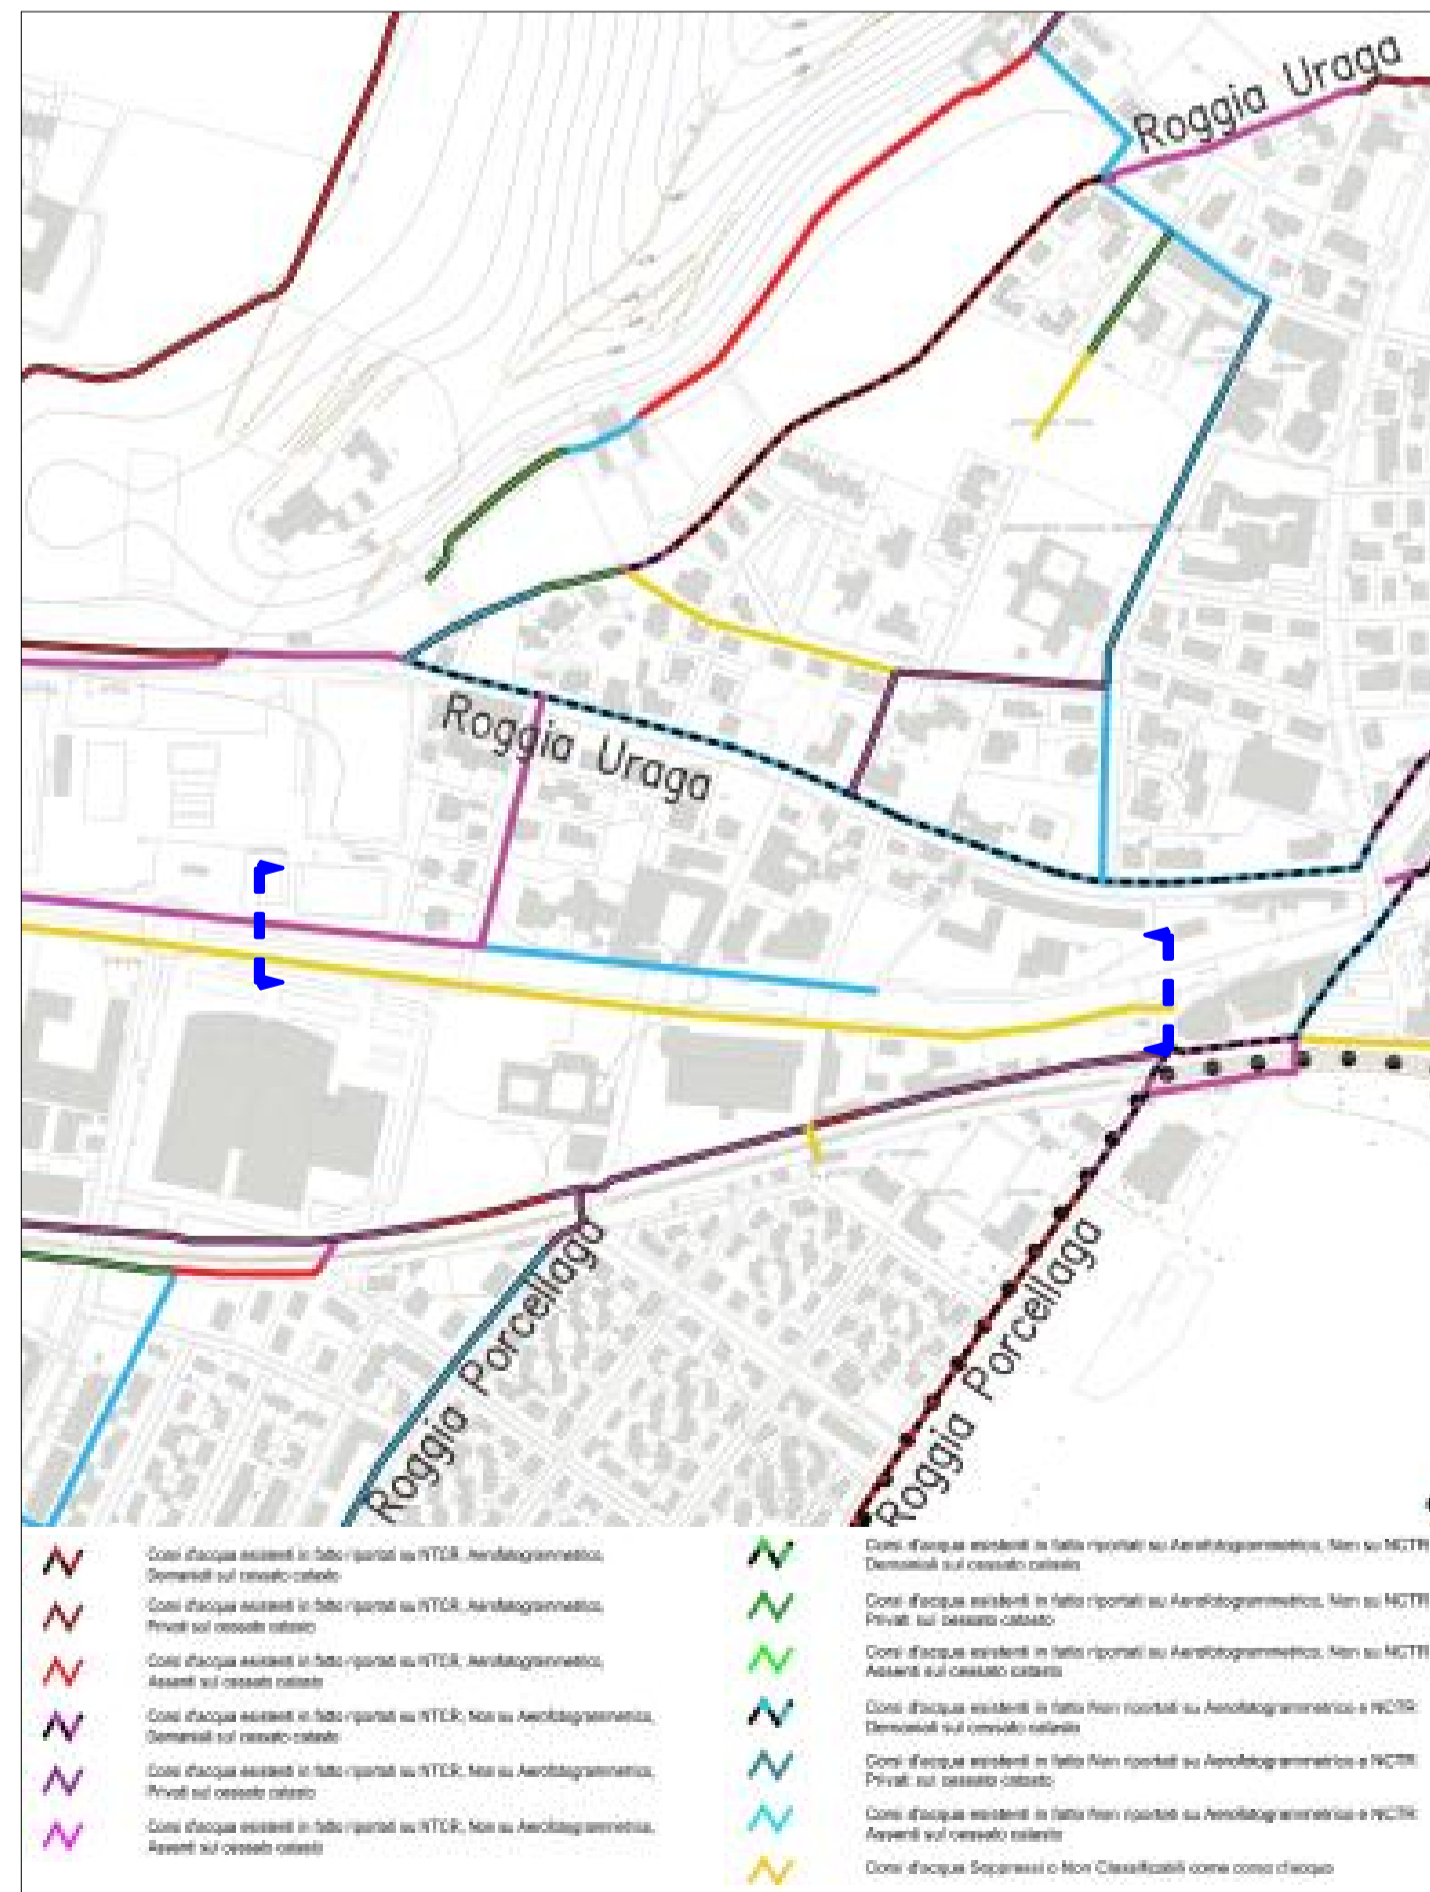 Roggia Uraga
Roggia Uraga
Roggia Porcellaga
Roggia Porcellaga
Corsi d'acqua esistenti in fatto riportati su NTCR, Aerofotogrammetrico,
Demaniali sul cessato catasto
Corsi d'acqua esistenti in fatto riportati su NTCR, Aerofotogrammetrico,
Privati sul cessato catasto
Corsi d'acqua esistenti in fatto riportati su NTCR, Aerofotogrammetrico,
Assenti sul cessato catasto
Corsi d'acqua esistenti in fatto riportati su NTCR, Non su Aerofotogrammetrico,
Demaniali sul cessato catasto
Corsi d'acqua esistenti in fatto riportati su NTCR, Non su Aerofotogrammetrico,
Privati sul cessato catasto
Corsi d'acqua esistenti in fatto riportati su NTCR, Non su Aerofotogrammetrico,
Assenti sul cessato catasto
Corsi d'acqua esistenti in fatto riportati su Aerofotogrammetrico, Non su NCTR
Demaniali sul cessato catasto
Corsi d'acqua esistenti in fatto riportati su Aerofotogrammetrico, Non su NCTR
Privati sul cessato catasto
Corsi d'acqua esistenti in fatto riportati su Aerofotogrammetrico, Non su NCTR
Assenti sul cessato catasto
Corsi d'acqua esistenti in fatto Non riportati su Aerofotogrammetrico e NCTR
Demaniali sul cessato catasto
Corsi d'acqua esistenti in fatto Non riportati su Aerofotogrammetrico e NCTR
Privati sul cessato catasto
Corsi d'acqua esistenti in fatto Non riportati su Aerofotogrammetrico e NCTR
Assenti sul cessato catasto
Corsi d'acqua Soppressi o Non Classificabili come corso d'acqua